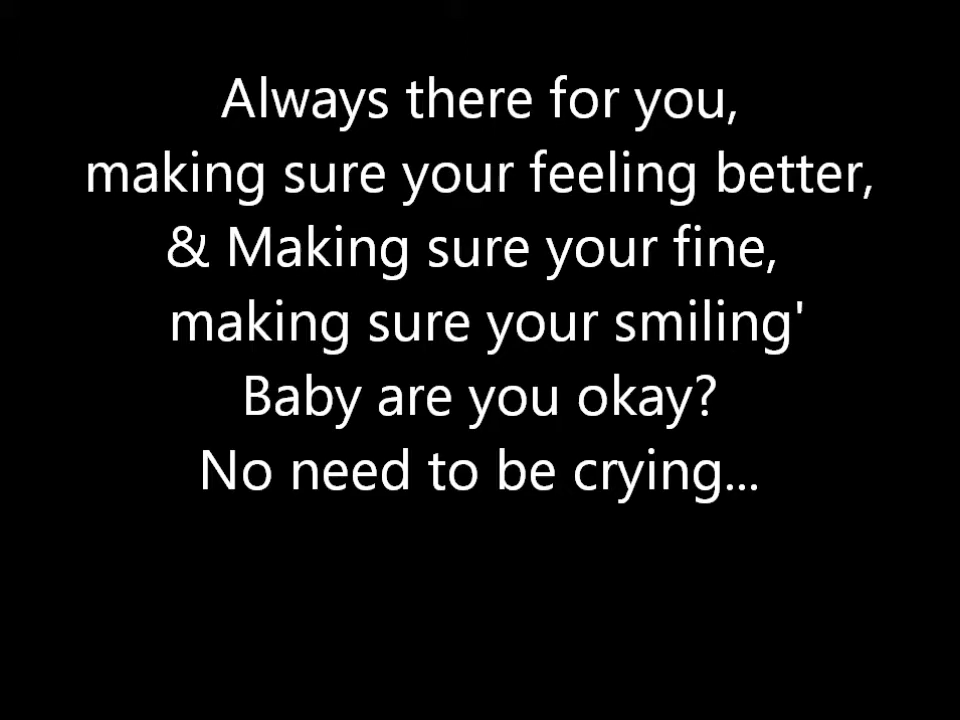 Always there for you,
making sure your feeling better,
& Making sure your fine,
making sure your smiling'
Baby are you okay?
No need to be crying...